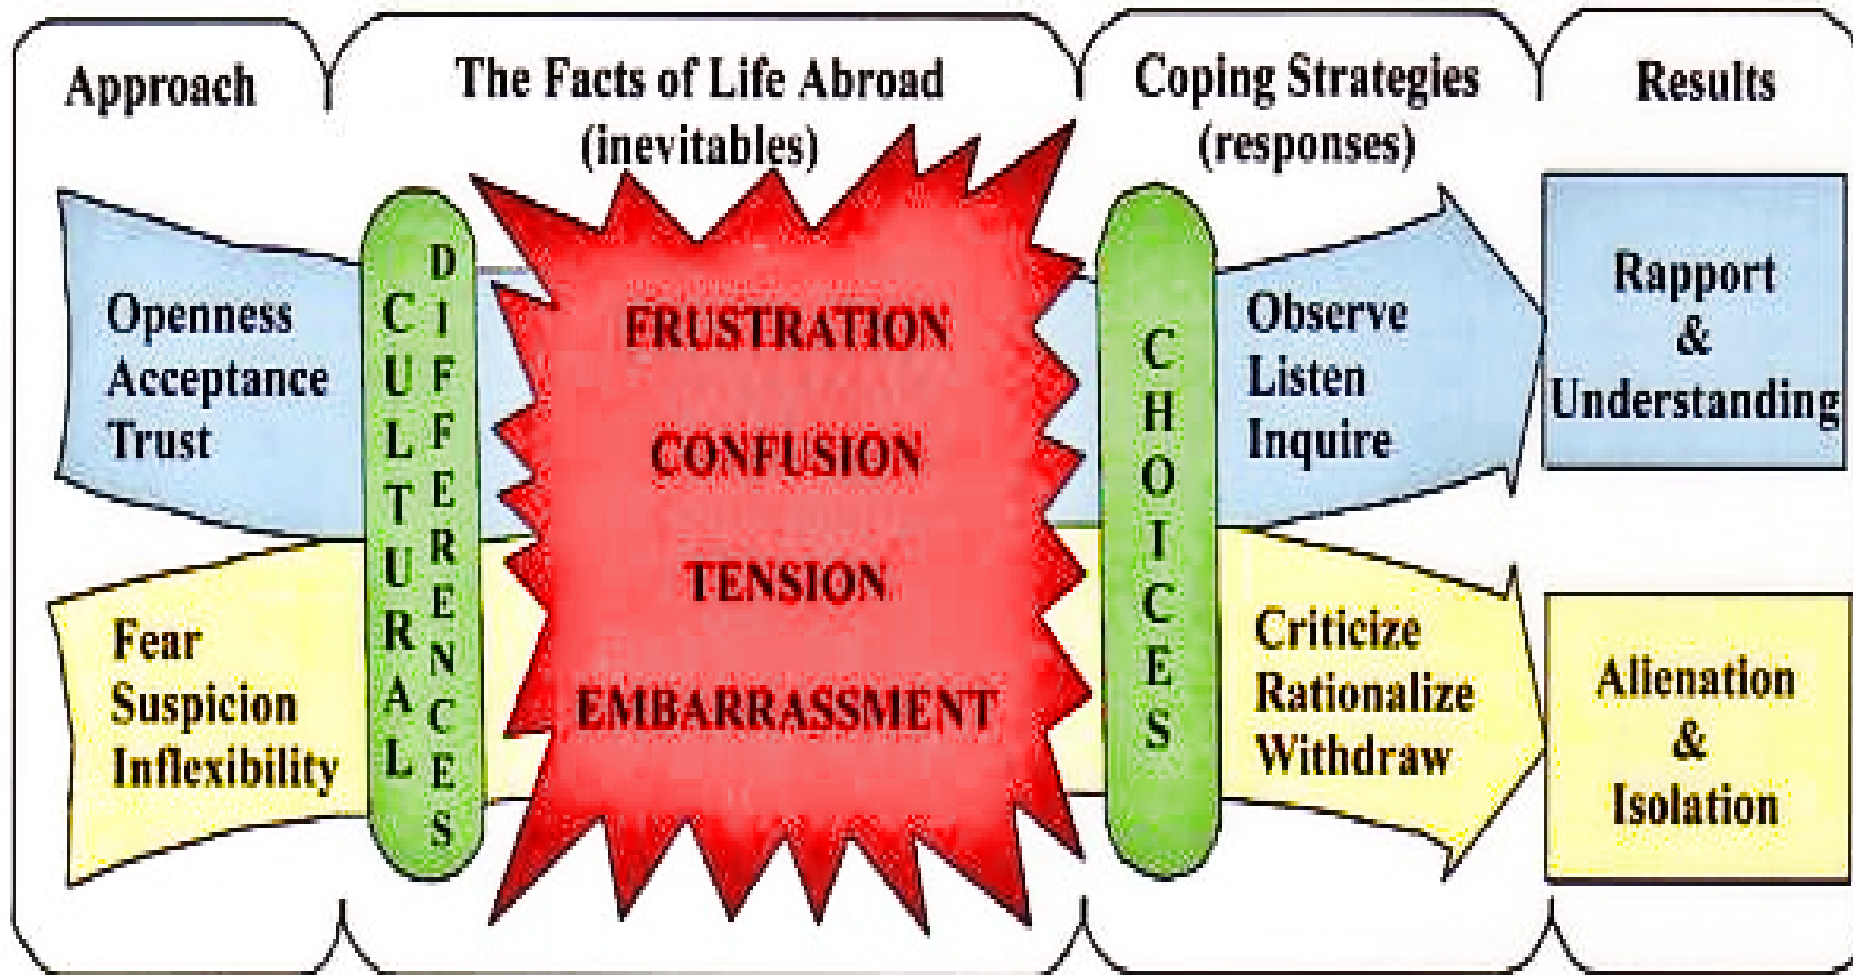 Approach
The Facts of Life Abroad
(inevitables)
Coping Strategies
(responses)
Results
Openness
Acceptance
Trust
Fear
Suspicion
Inflexibility
CULTURAL
DIFFERENCES
FRUSTRATION
CONFUSION
TENSION
EMBARRASSMENT
CHOICES
Observe
Listen
Inquire
Criticize
Rationalize
Withdraw
Rapport
&
Understanding
Alienation
&
Isolation